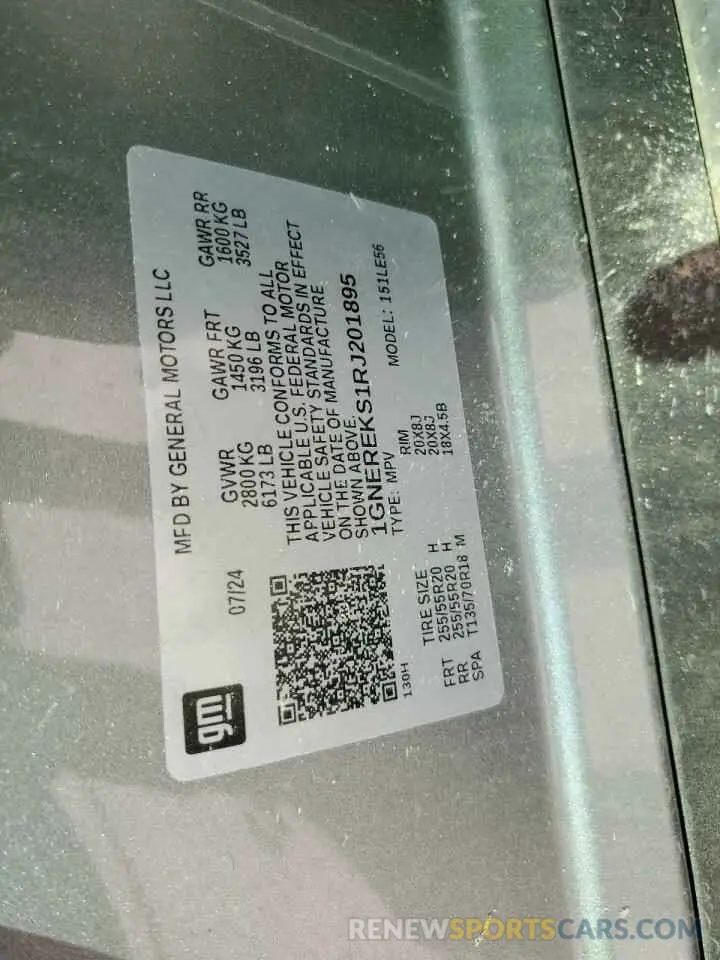 MFD BY GENERAL MOTORS LLC
gm
07/24
GVWR GAWR FRT GAWR RR
2800 KG 1450 KG 1600 KG
6173 LB 3196 LB 3527 LB
THIS VEHICLE CONFORMS TO ALL
APPLICABLE U.S. FEDERAL MOTOR
VEHICLE SAFETY STANDARDS IN EFFECT
ON THE DATE OF MANUFACTURE
SHOWN ABOVE.
1GNEREKS1RJ201895
TYPE: MPV MODEL: 151LE56
130H
TIRE SIZE RIM
FRT 255/55R20 H 20X8J
RR 255/55R20 H 20X8J
SPA T135/70R18 M 18X4.5B
RENEWSPORTSCARS.COM